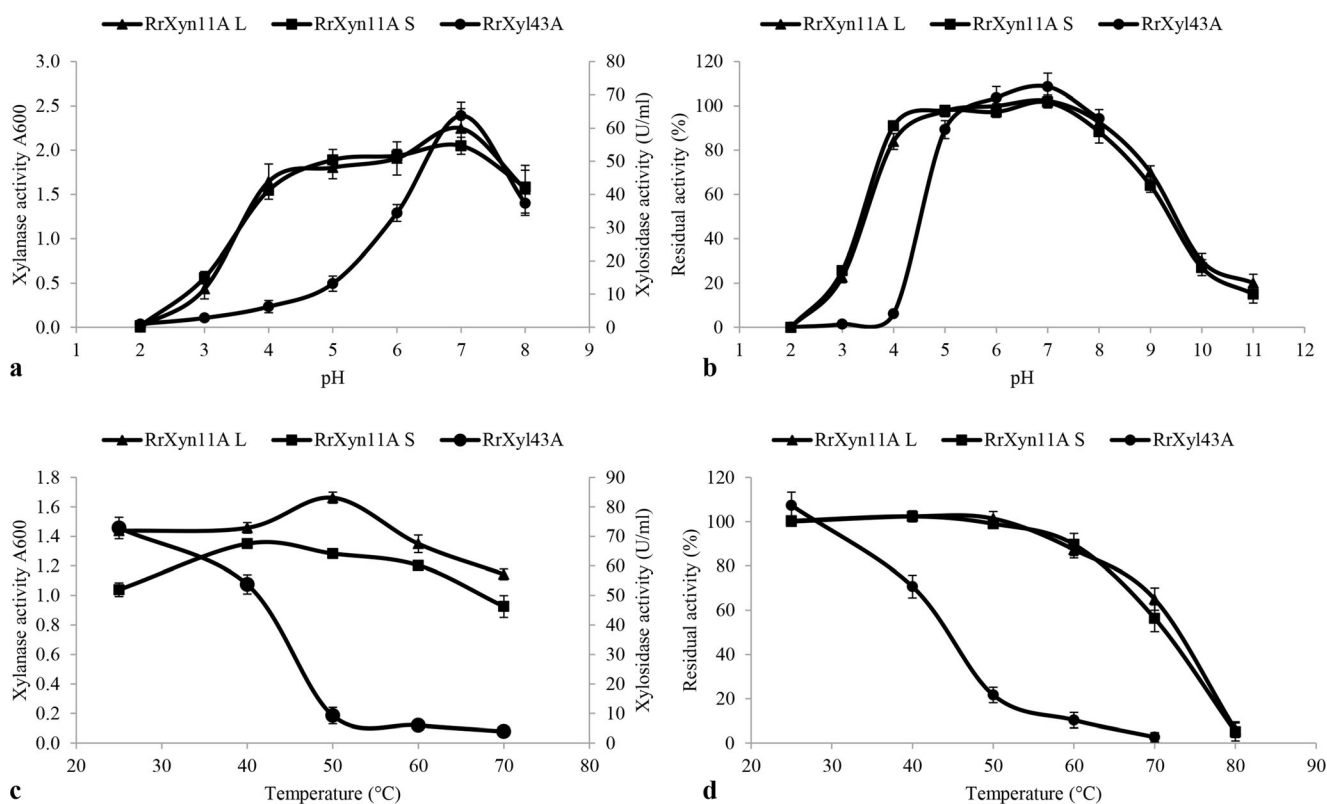 RrXyn11A L RrXyn11A S RrXyl43A
3.0
2.5
2.0
1.5
1.0
0.5
0.0
Xylanase activity A600
80
70
60
50
40
30
20
10
0
Xylosidase activity (U/ml)
1 2 3 4 5 6 7 8 9
pH
a
RrXyn11A L RrXyn11A S RrXyl43A
120
100
80
60
40
20
0
Residual activity (%)
1 2 3 4 5 6 7 8 9 10 11 12
pH
b
RrXyn11A L RrXyn11A S RrXyl43A
1.8
1.6
1.4
1.2
1.0
0.8
0.6
0.4
0.2
0.0
Xylanase activity A600
90
80
70
60
50
40
30
20
10
0
Xylosidase activity (U/ml)
20 30 40 50 60 70 80
Temperature (°C)
c
RrXyn11A L RrXyn11A S RrXyl43A
120
100
80
60
40
20
0
Residual activity (%)
20 30 40 50 60 70 80 90
Temperature (°C)
d